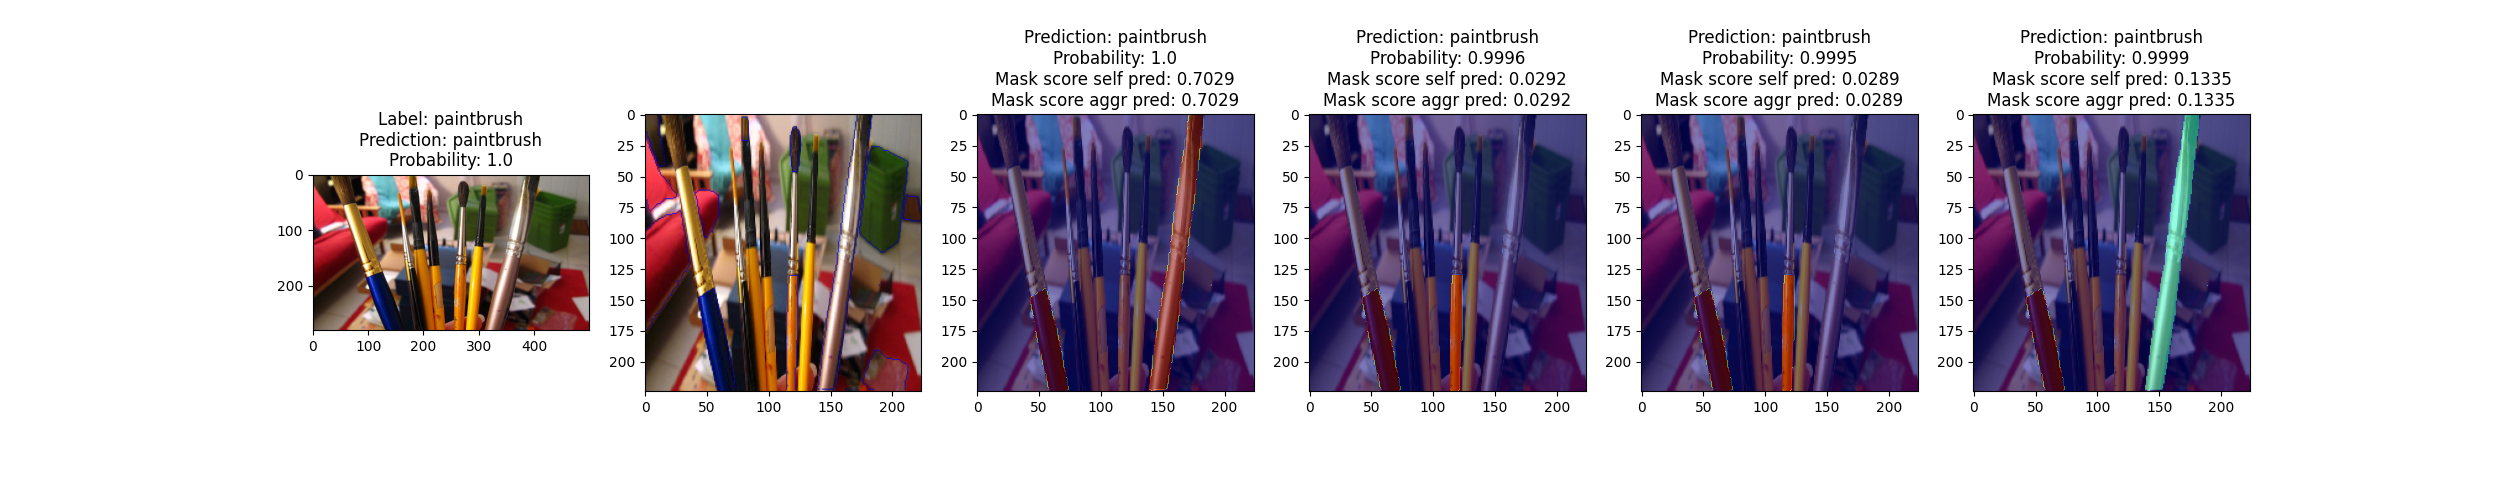 Label: paintbrush
Prediction: paintbrush
Probability: 1.0
0
100
200
0 100 200 300 400
0
25
50
75
100
125
150
175
200
0 50 100 150 200
Prediction: paintbrush
Probability: 1.0
Mask score self pred: 0.7029
Mask score aggr pred: 0.7029
0
25
50
75
100
125
150
175
200
0 50 100 150 200
Prediction: paintbrush
Probability: 0.9996
Mask score self pred: 0.0292
Mask score aggr pred: 0.0292
0
25
50
75
100
125
150
175
200
0 50 100 150 200
Prediction: paintbrush
Probability: 0.9995
Mask score self pred: 0.0289
Mask score aggr pred: 0.0289
0
25
50
75
100
125
150
175
200
0 50 100 150 200
Prediction: paintbrush
Probability: 0.9999
Mask score self pred: 0.1335
Mask score aggr pred: 0.1335
0
25
50
75
100
125
150
175
200
0 50 100 150 200